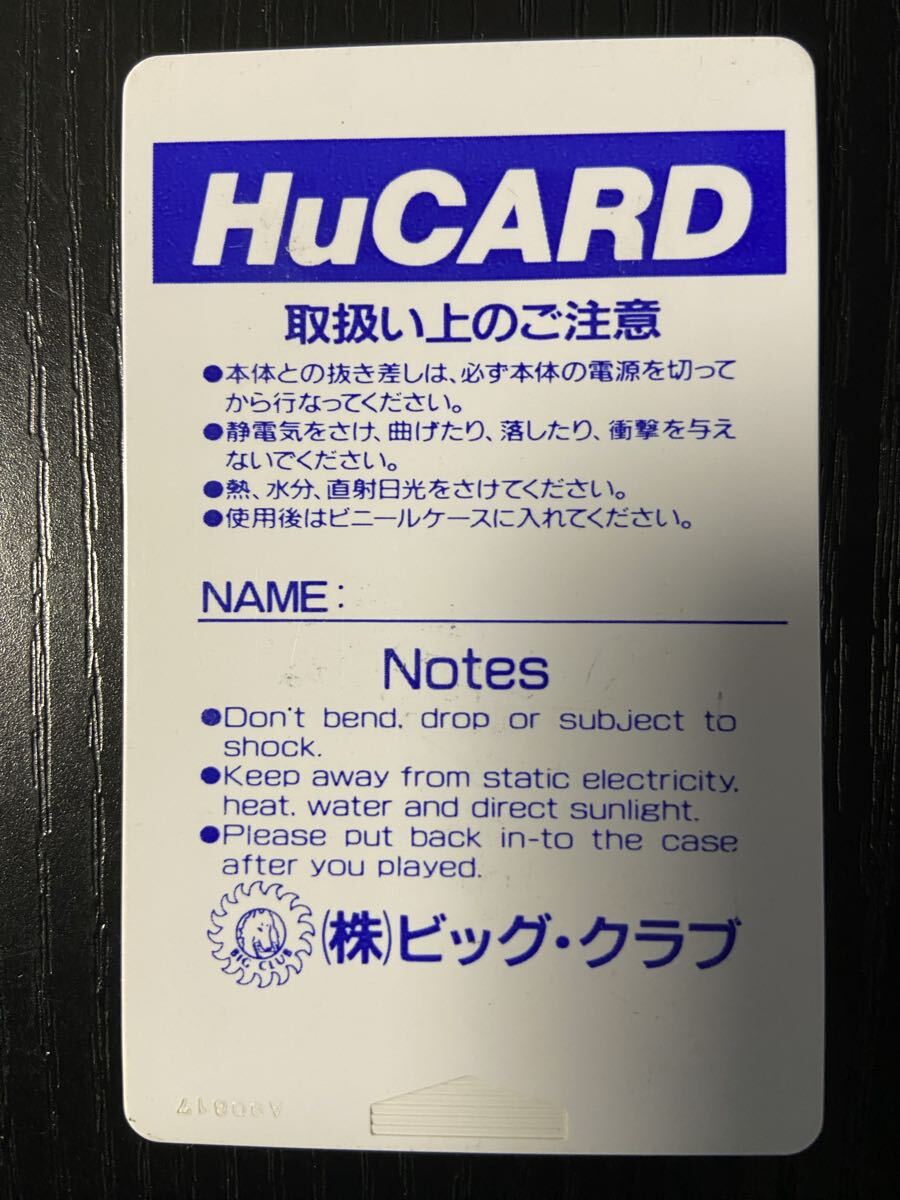 HuCARD
取扱い上のご注意
●本体との抜き差しは、必ず本体の電源を切って
から行なってください。
●静電気をさけ、曲げたり、落したり、衝撃を与え
ないでください。
●熱、水分、直射日光をさけてください。
●使用後はビニールケースに入れてください。
NAME:
Notes
●Don't bend, drop or subject to
shock.
●Keep away from static electricity,
heat, water and direct sunlight.
●Please put back in-to the case
after you played.
BIG CLUB
(株)ビッグ・クラブ
A90617